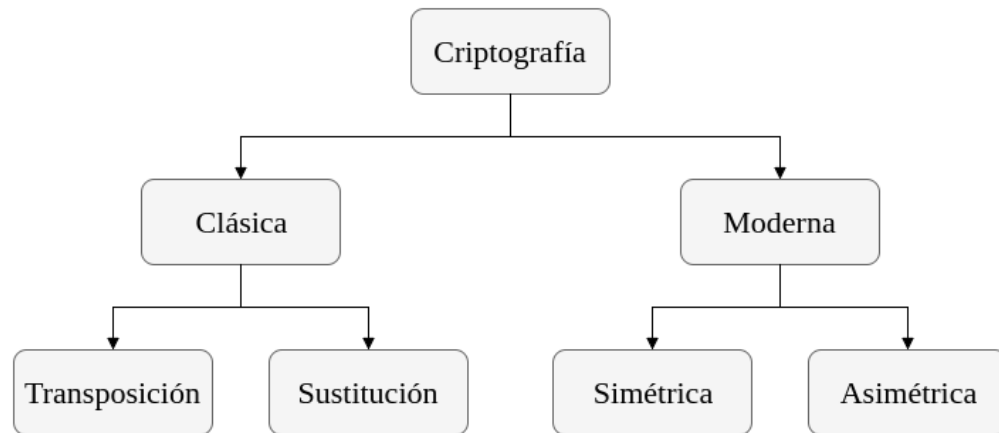 Criptografía
Clásica
Moderna
Transposición
Sustitución
Simétrica
Asimétrica